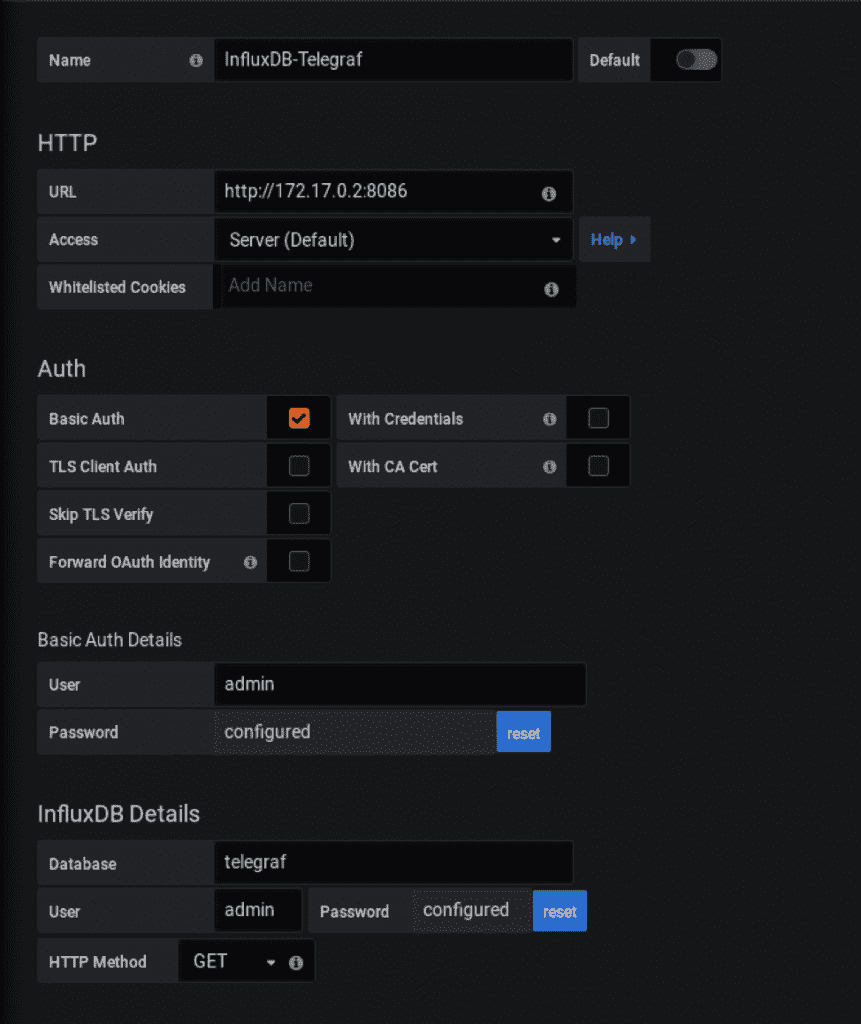 Name InfluxDB-Telegraf Default
HTTP
URL http://172.17.0.2:8086
Access Server (Default) Help
Whitelisted Cookies Add Name
Auth
Basic Auth With Credentials
TLS Client Auth With CA Cert
Skip TLS Verify
Forward OAuth Identity
Basic Auth Details
User admin
Password configured reset
InfluxDB Details
Database telegraf
User admin Password configured reset
HTTP Method GET